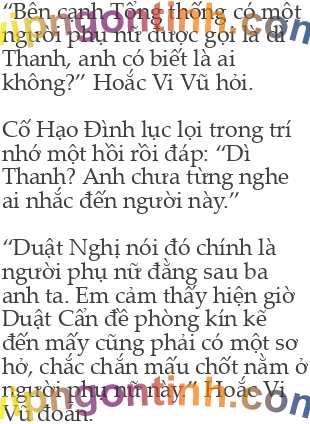 “Bên cạnh Tổng thống có một
người phụ nữ được gọi là dì
Thanh, anh có biết là ai
không?” Hoắc Vi Vũ hỏi.
Cố Hạo Đình lục lọi trong trí
nhớ một hồi rồi đáp: “Dì
Thanh? Anh chưa từng nghe
ai nhắc đến người này.”
“Duật Nghị nói đó chính là
người phụ nữ đằng sau ba
anh ta. Em cảm thấy hiện giờ
Duật Cẩn đề phòng kín kẽ
đến mấy cũng phải có một sơ
hở, chắc chắn mấu chốt nằm ở
người phụ nữ này.” Hoắc Vi
Vũ đoán.
vipngontinh.com
vipngontinh.com